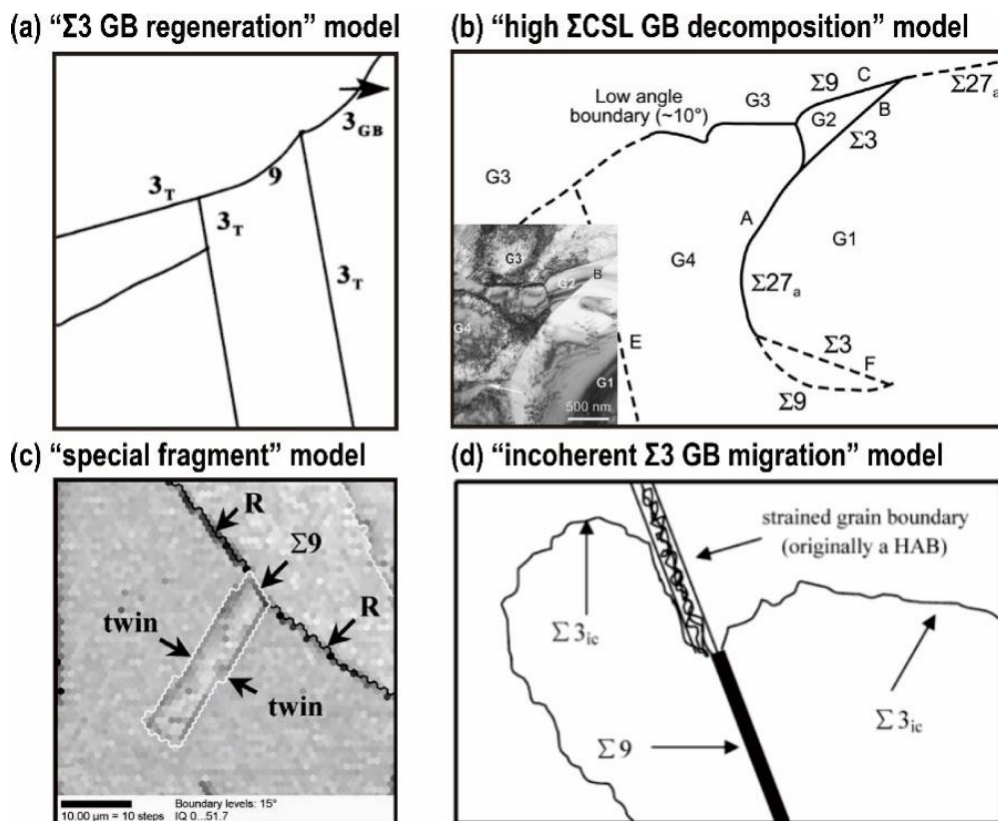 (a) “Σ3 GB regeneration” model
3GB
9
3T
3T
3T
(b) “high ΣCSL GB decomposition” model
Σ9 C
Σ27a
Low angle
boundary (~10°)
G3
G2
B
Σ3
G3
A
G1
G4
Σ27a
G3
B
G2
G4
G1
500 nm
E
Σ3
F
Σ9
(c) “special fragment” model
R
Σ9
R
twin
twin
Boundary levels: 15°
10.00 µm = 10 steps IQ 0...51.7
(d) “incoherent Σ3 GB migration” model
strained grain boundary
(originally a HAB)
Σ3ic
Σ3ic
Σ9